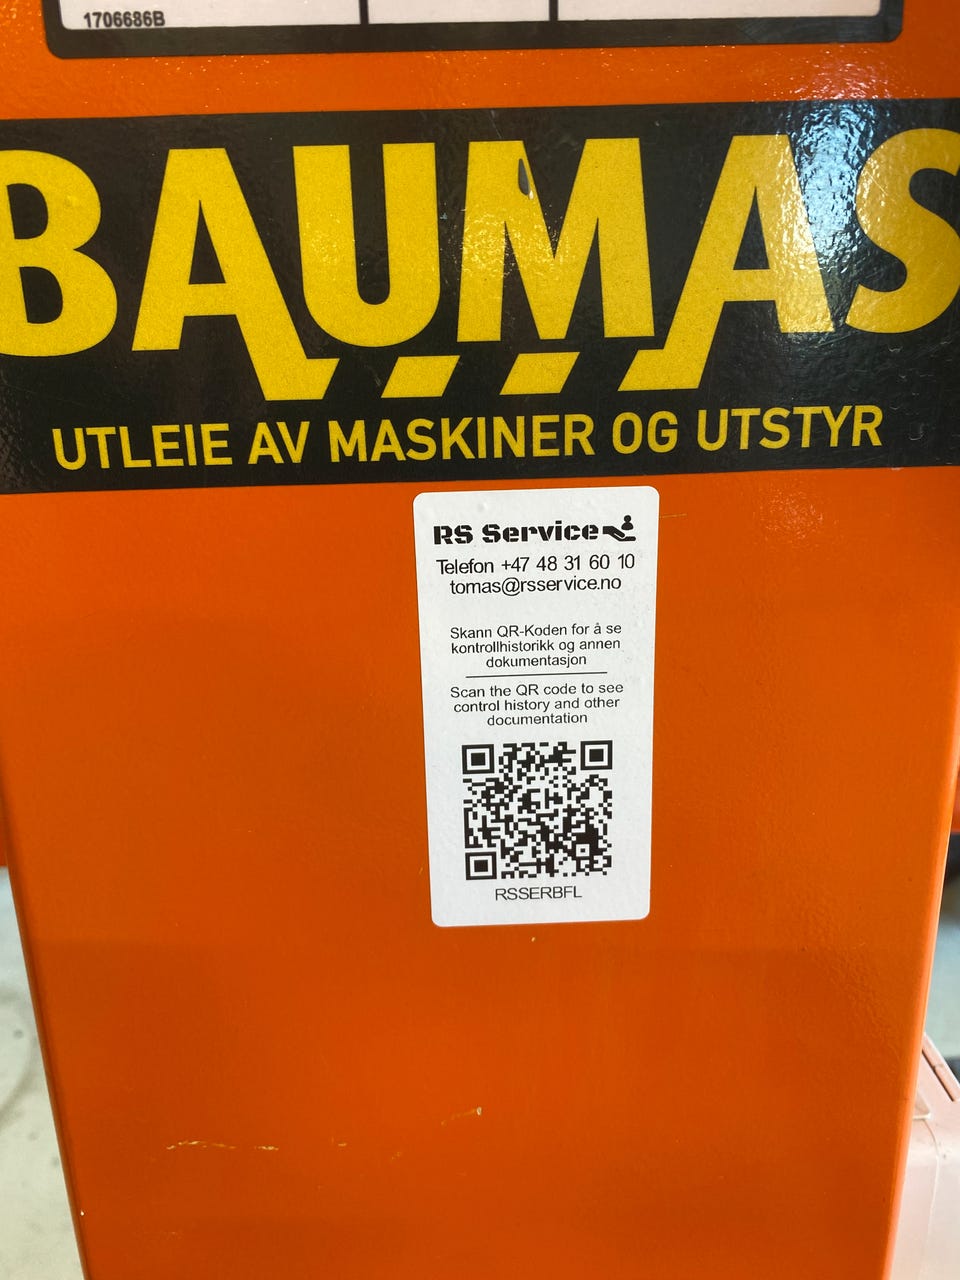 1706686B
BAUMAS
UTLEIE AV MASKINER OG UTSTYR
RS Service
Telefon +47 48 31 60 10
tomas@rsservice.no
Skann QR-Koden for å se
kontrollhistorikk og annen
dokumentasjon
Scan the QR code to see
control history and other
documentation
RSSERBFL